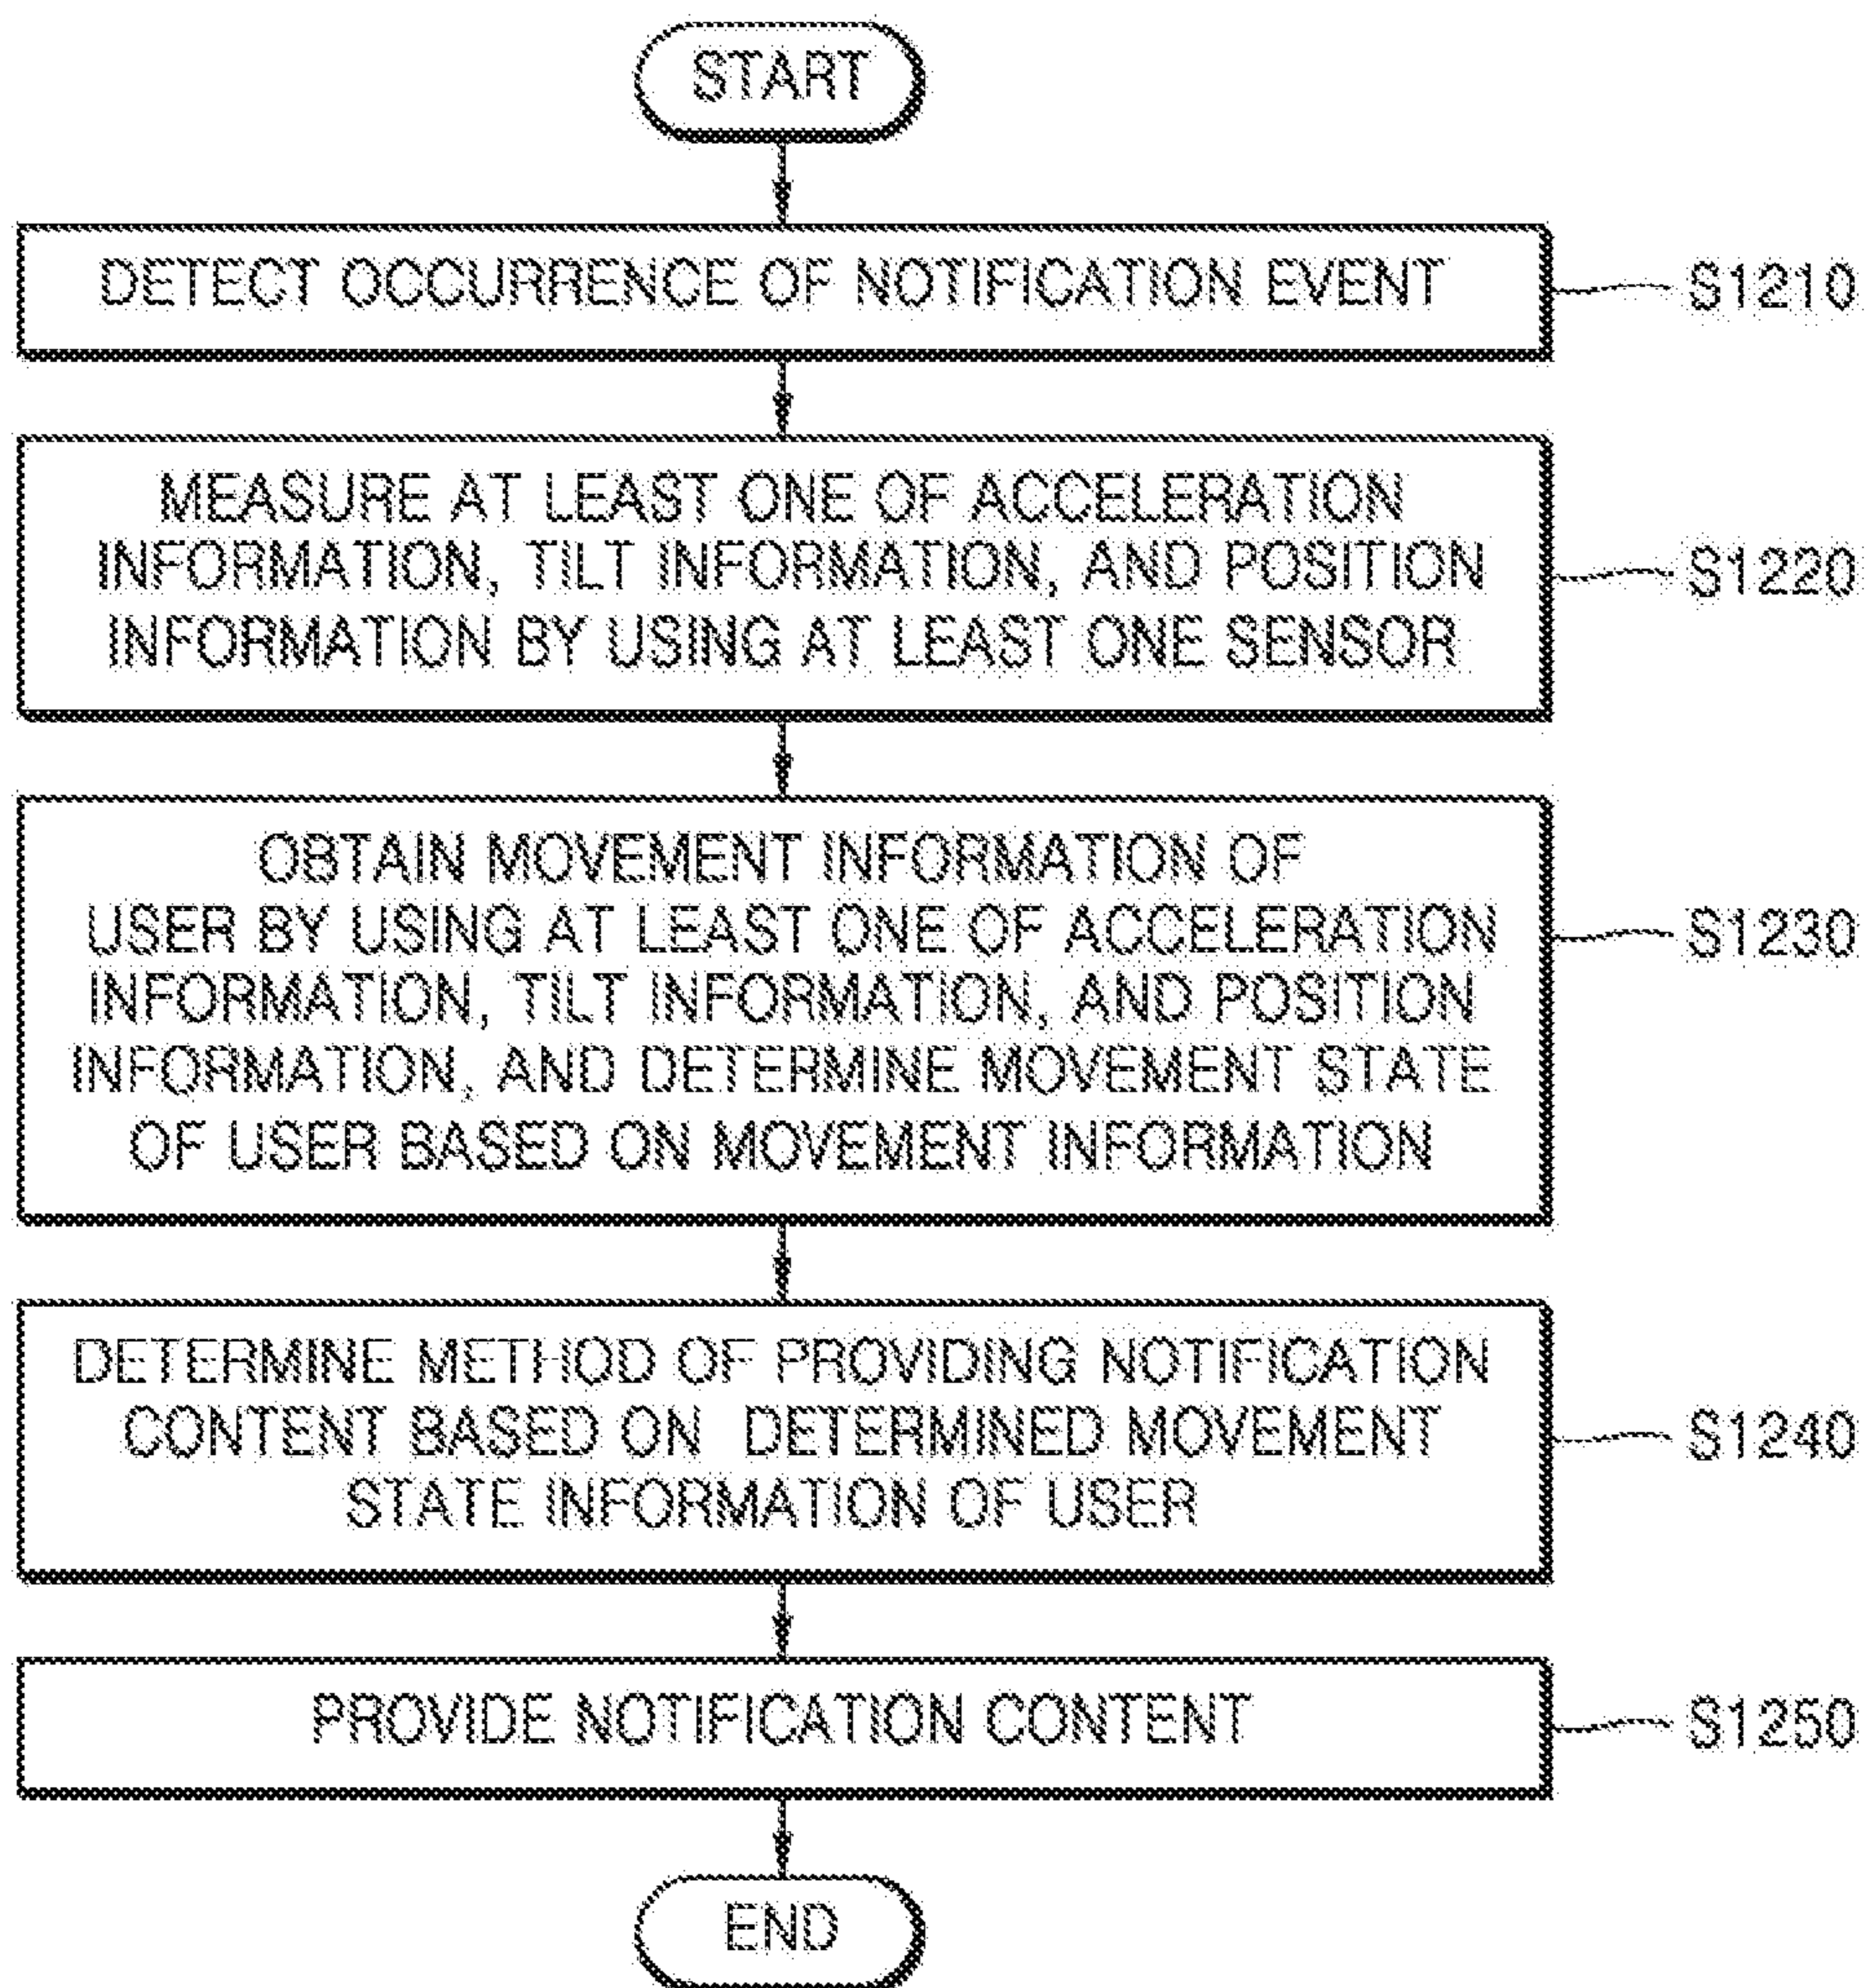 START
DETECT OCCURRENCE OF NOTIFICATION EVENT
S1210
MEASURE AT LEAST ONE OF ACCELERATION
INFORMATION, TILT INFORMATION, AND POSITION
INFORMATION BY USING AT LEAST ONE SENSOR
S1220
OBTAIN MOVEMENT INFORMATION OF
USER BY USING AT LEAST ONE OF ACCELERATION
INFORMATION, TILT INFORMATION, AND POSITION
INFORMATION, AND DETERMINE MOVEMENT STATE
OF USER BASED ON MOVEMENT INFORMATION
S1230
DETERMINE METHOD OF PROVIDING NOTIFICATION
CONTENT BASED ON DETERMINED MOVEMENT
STATE INFORMATION OF USER
S1240
PROVIDE NOTIFICATION CONTENT
S1250
END